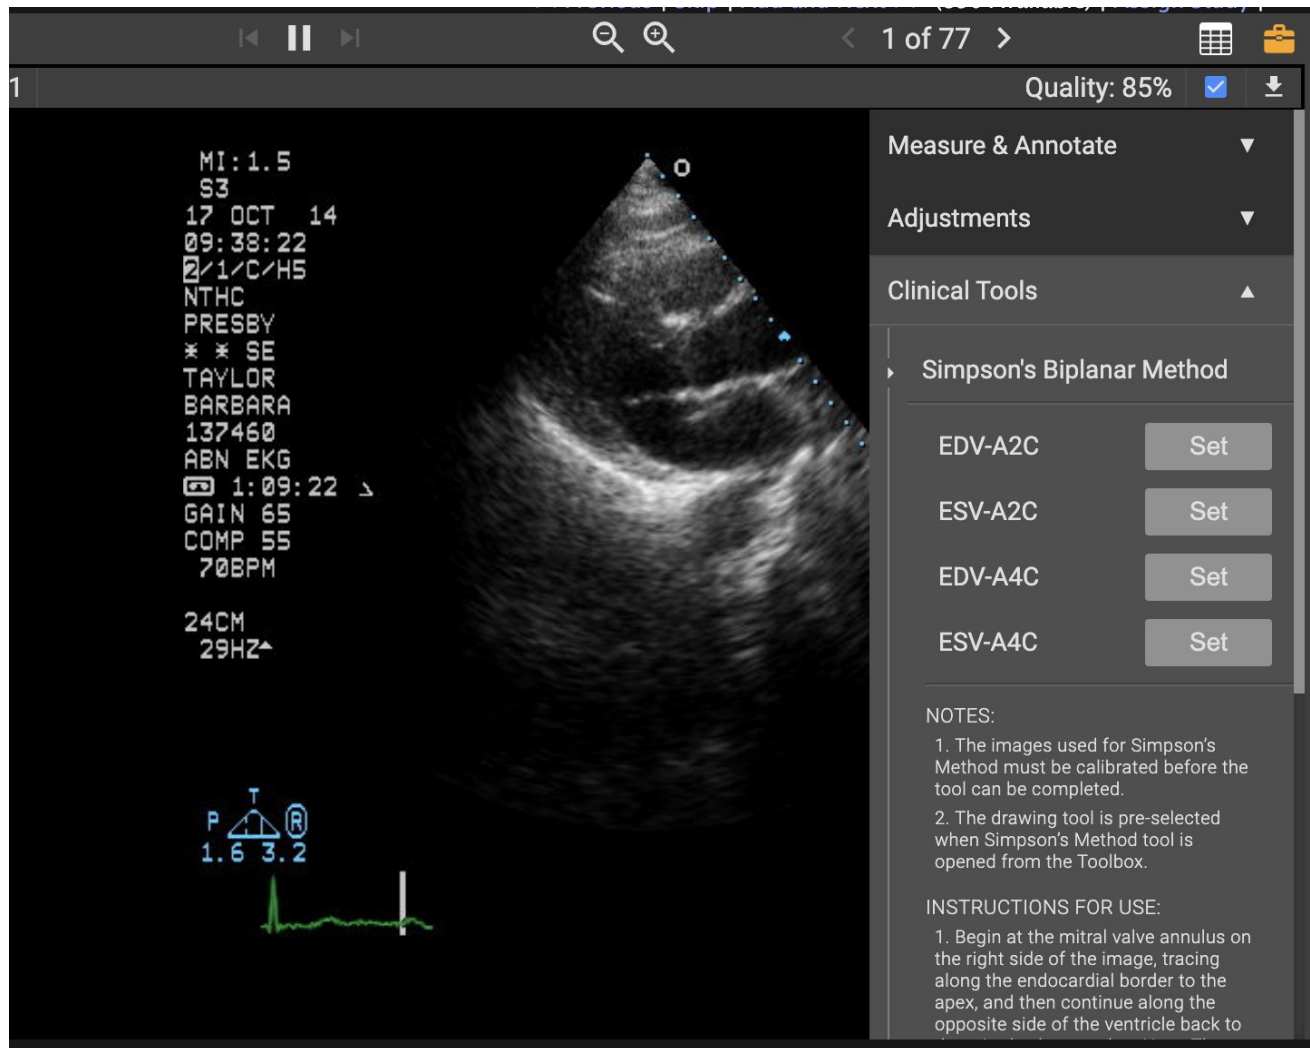 1 of 77
1
Quality: 85%
MI:1.5
S3
17 OCT 14
09:38:22
2/1/C/H5
NTHC
PRESBY
* * SE
TAYLOR
BARBARA
137460
ABN EKG
1:09:22
GAIN 65
COMP 55
70BPM
24CM
29HZ
T
P R
1.6 3.2
Measure & Annotate
Adjustments
Clinical Tools
Simpson's Biplanar Method
EDV-A2C Set
ESV-A2C Set
EDV-A4C Set
ESV-A4C Set
NOTES:
1. The images used for Simpson's
Method must be calibrated before the
tool can be completed.
2. The drawing tool is pre-selected
when Simpson's Method tool is
opened from the Toolbox.
INSTRUCTIONS FOR USE:
1. Begin at the mitral valve annulus on
the right side of the image, tracing
along the endocardial border to the
apex, and then continue along the
opposite side of the ventricle back to